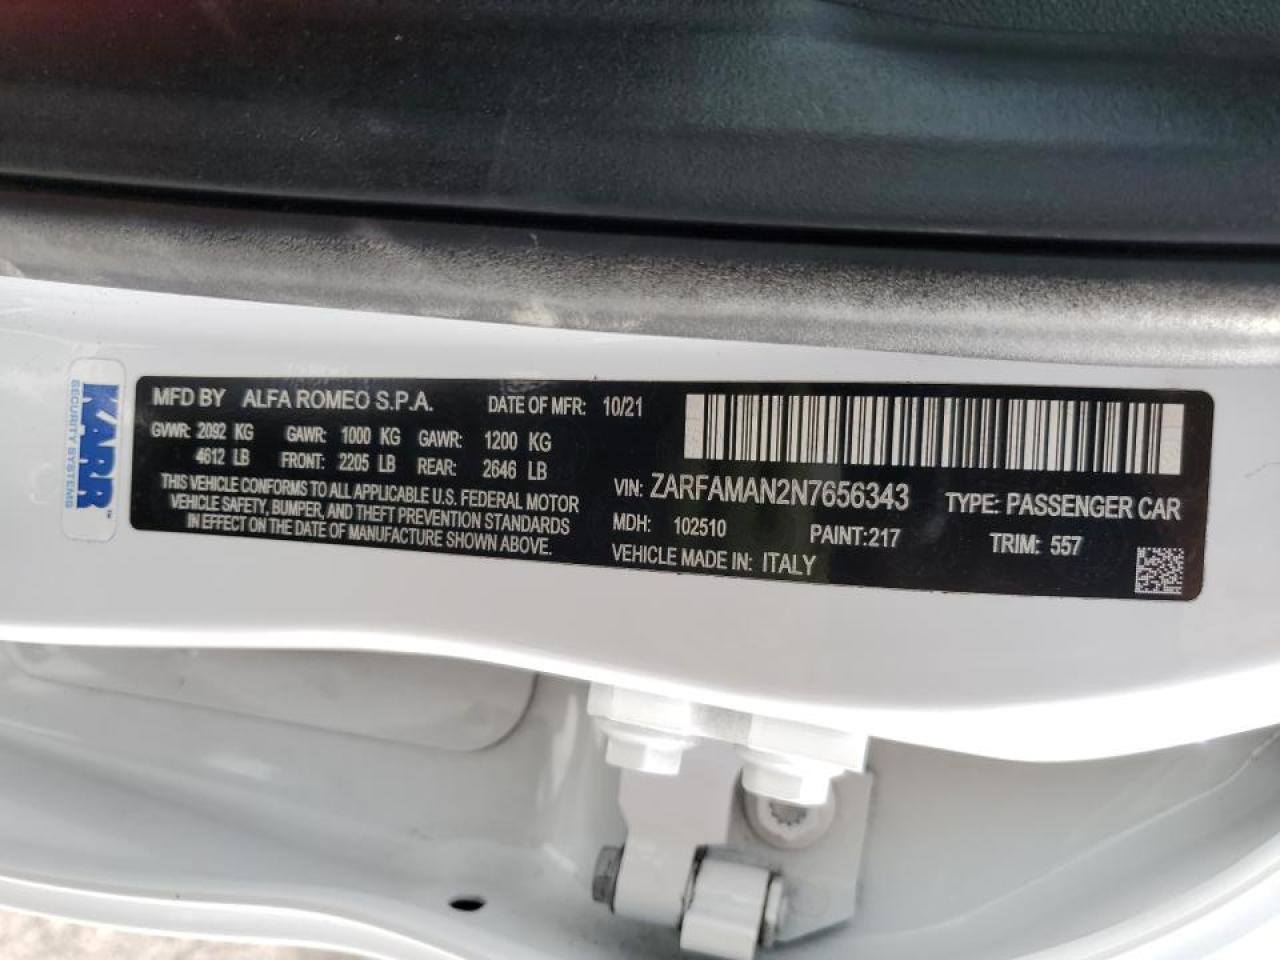 KARR™
SECURITY SYSTEMS
MFD BY ALFA ROMEO S.P.A. DATE OF MFR: 10/21
GVWR: 2092 KG GAWR: 1000 KG GAWR: 1200 KG
4612 LB FRONT: 2205 LB REAR: 2646 LB
THIS VEHICLE CONFORMS TO ALL APPLICABLE U.S. FEDERAL MOTOR
VEHICLE SAFETY, BUMPER, AND THEFT PREVENTION STANDARDS
IN EFFECT ON THE DATE OF MANUFACTURE SHOWN ABOVE.
VIN: ZARFAMAN2N7656343 TYPE: PASSENGER CAR
MDH: 102510 PAINT:217 TRIM: 557
VEHICLE MADE IN: ITALY